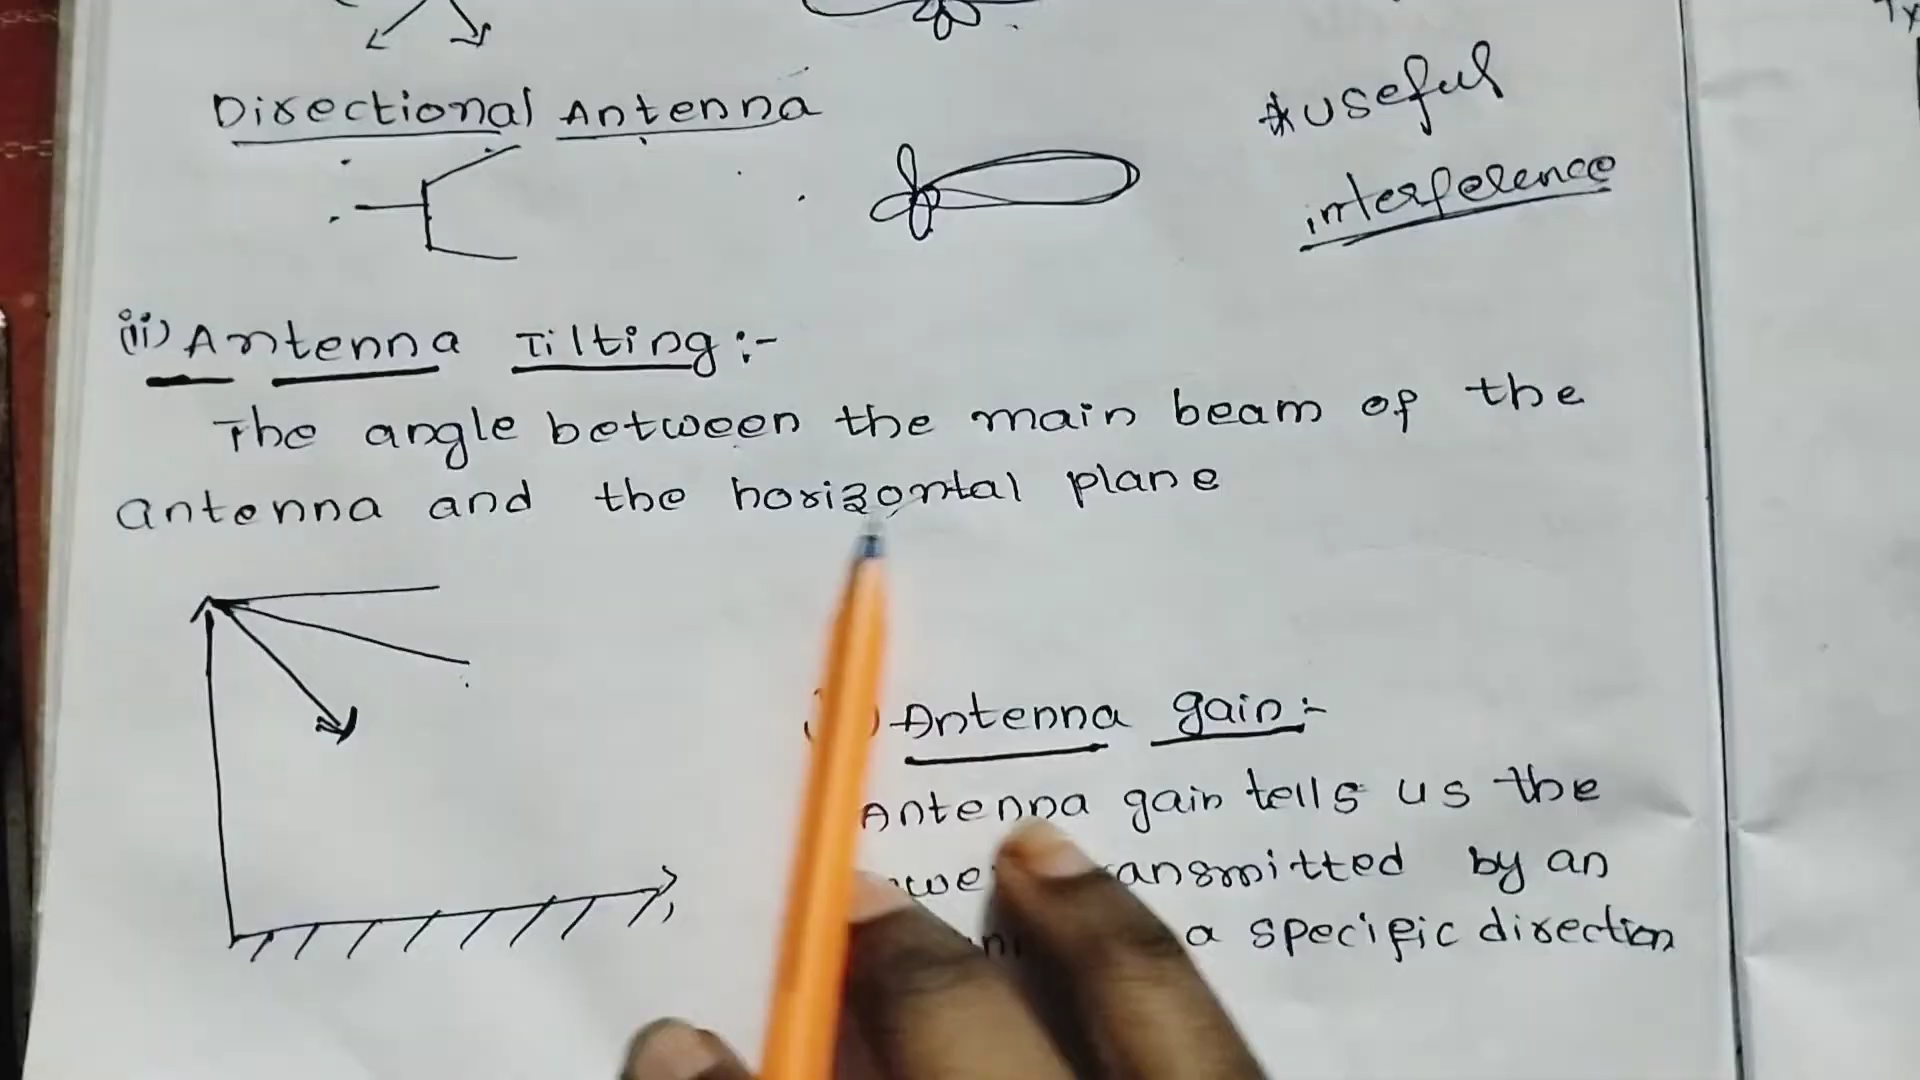 Directional Antenna
*useful
interference
(ii) Antenna Tilting :-
The angle between the main beam of the
antenna and the horizontal plane
Antenna gain :-
Antenna gain tells us the
by an
a specific direction